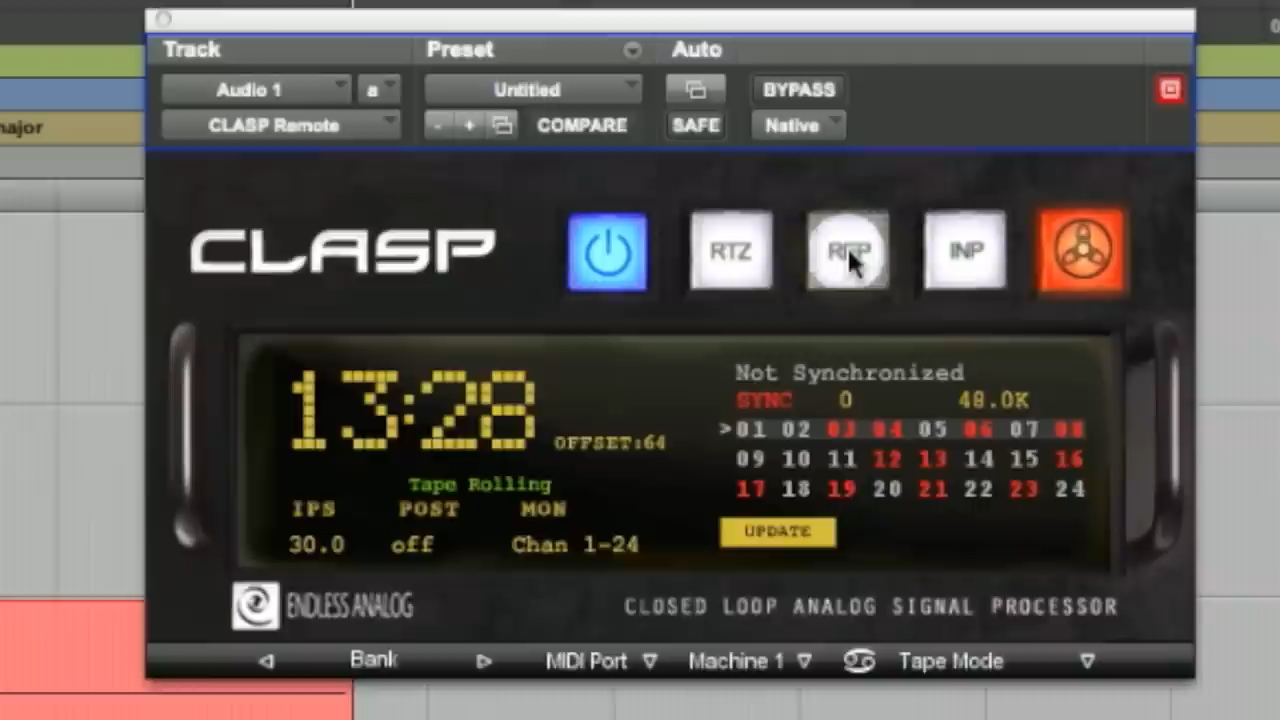 Track Preset Auto
Audio 1 a Untitled BYPASS
major
CLASP Remote - + COMPARE SAFE Native
CLASP RTZ INP
13:28 OFFSET:64
Tape Rolling
IPS POST MON
30.0 off Chan 1-24
Not Synchronized
SYNC 0 48.0K
>01 02 03 04 05 06 07 08
09 10 11 12 13 14 15 16
17 18 19 20 21 22 23 24
UPDATE
ENDLESS ANALOG CLOSED LOOP ANALOG SIGNAL PROCESSOR
Bank MIDI Port Machine 1 Tape Mode